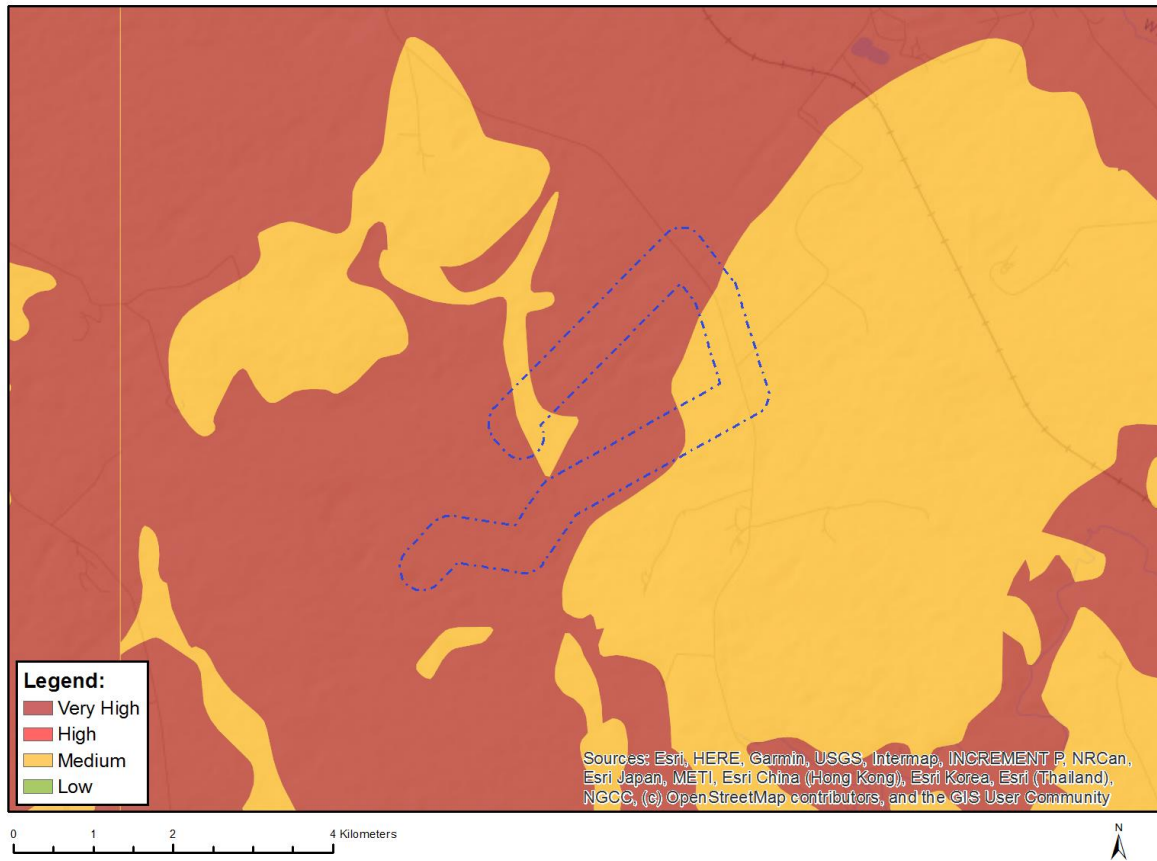 Legend:
Very High
High
Medium
Low
Sources: Esri, HERE, Garmin, USGS, Intermap, INCREMENT P, NRCan,
Esri Japan, METI, Esri China (Hong Kong), Esri Korea, Esri (Thailand),
NGCC, (c) OpenStreetMap contributors, and the GIS User Community
0 1 2 4 Kilometers
N